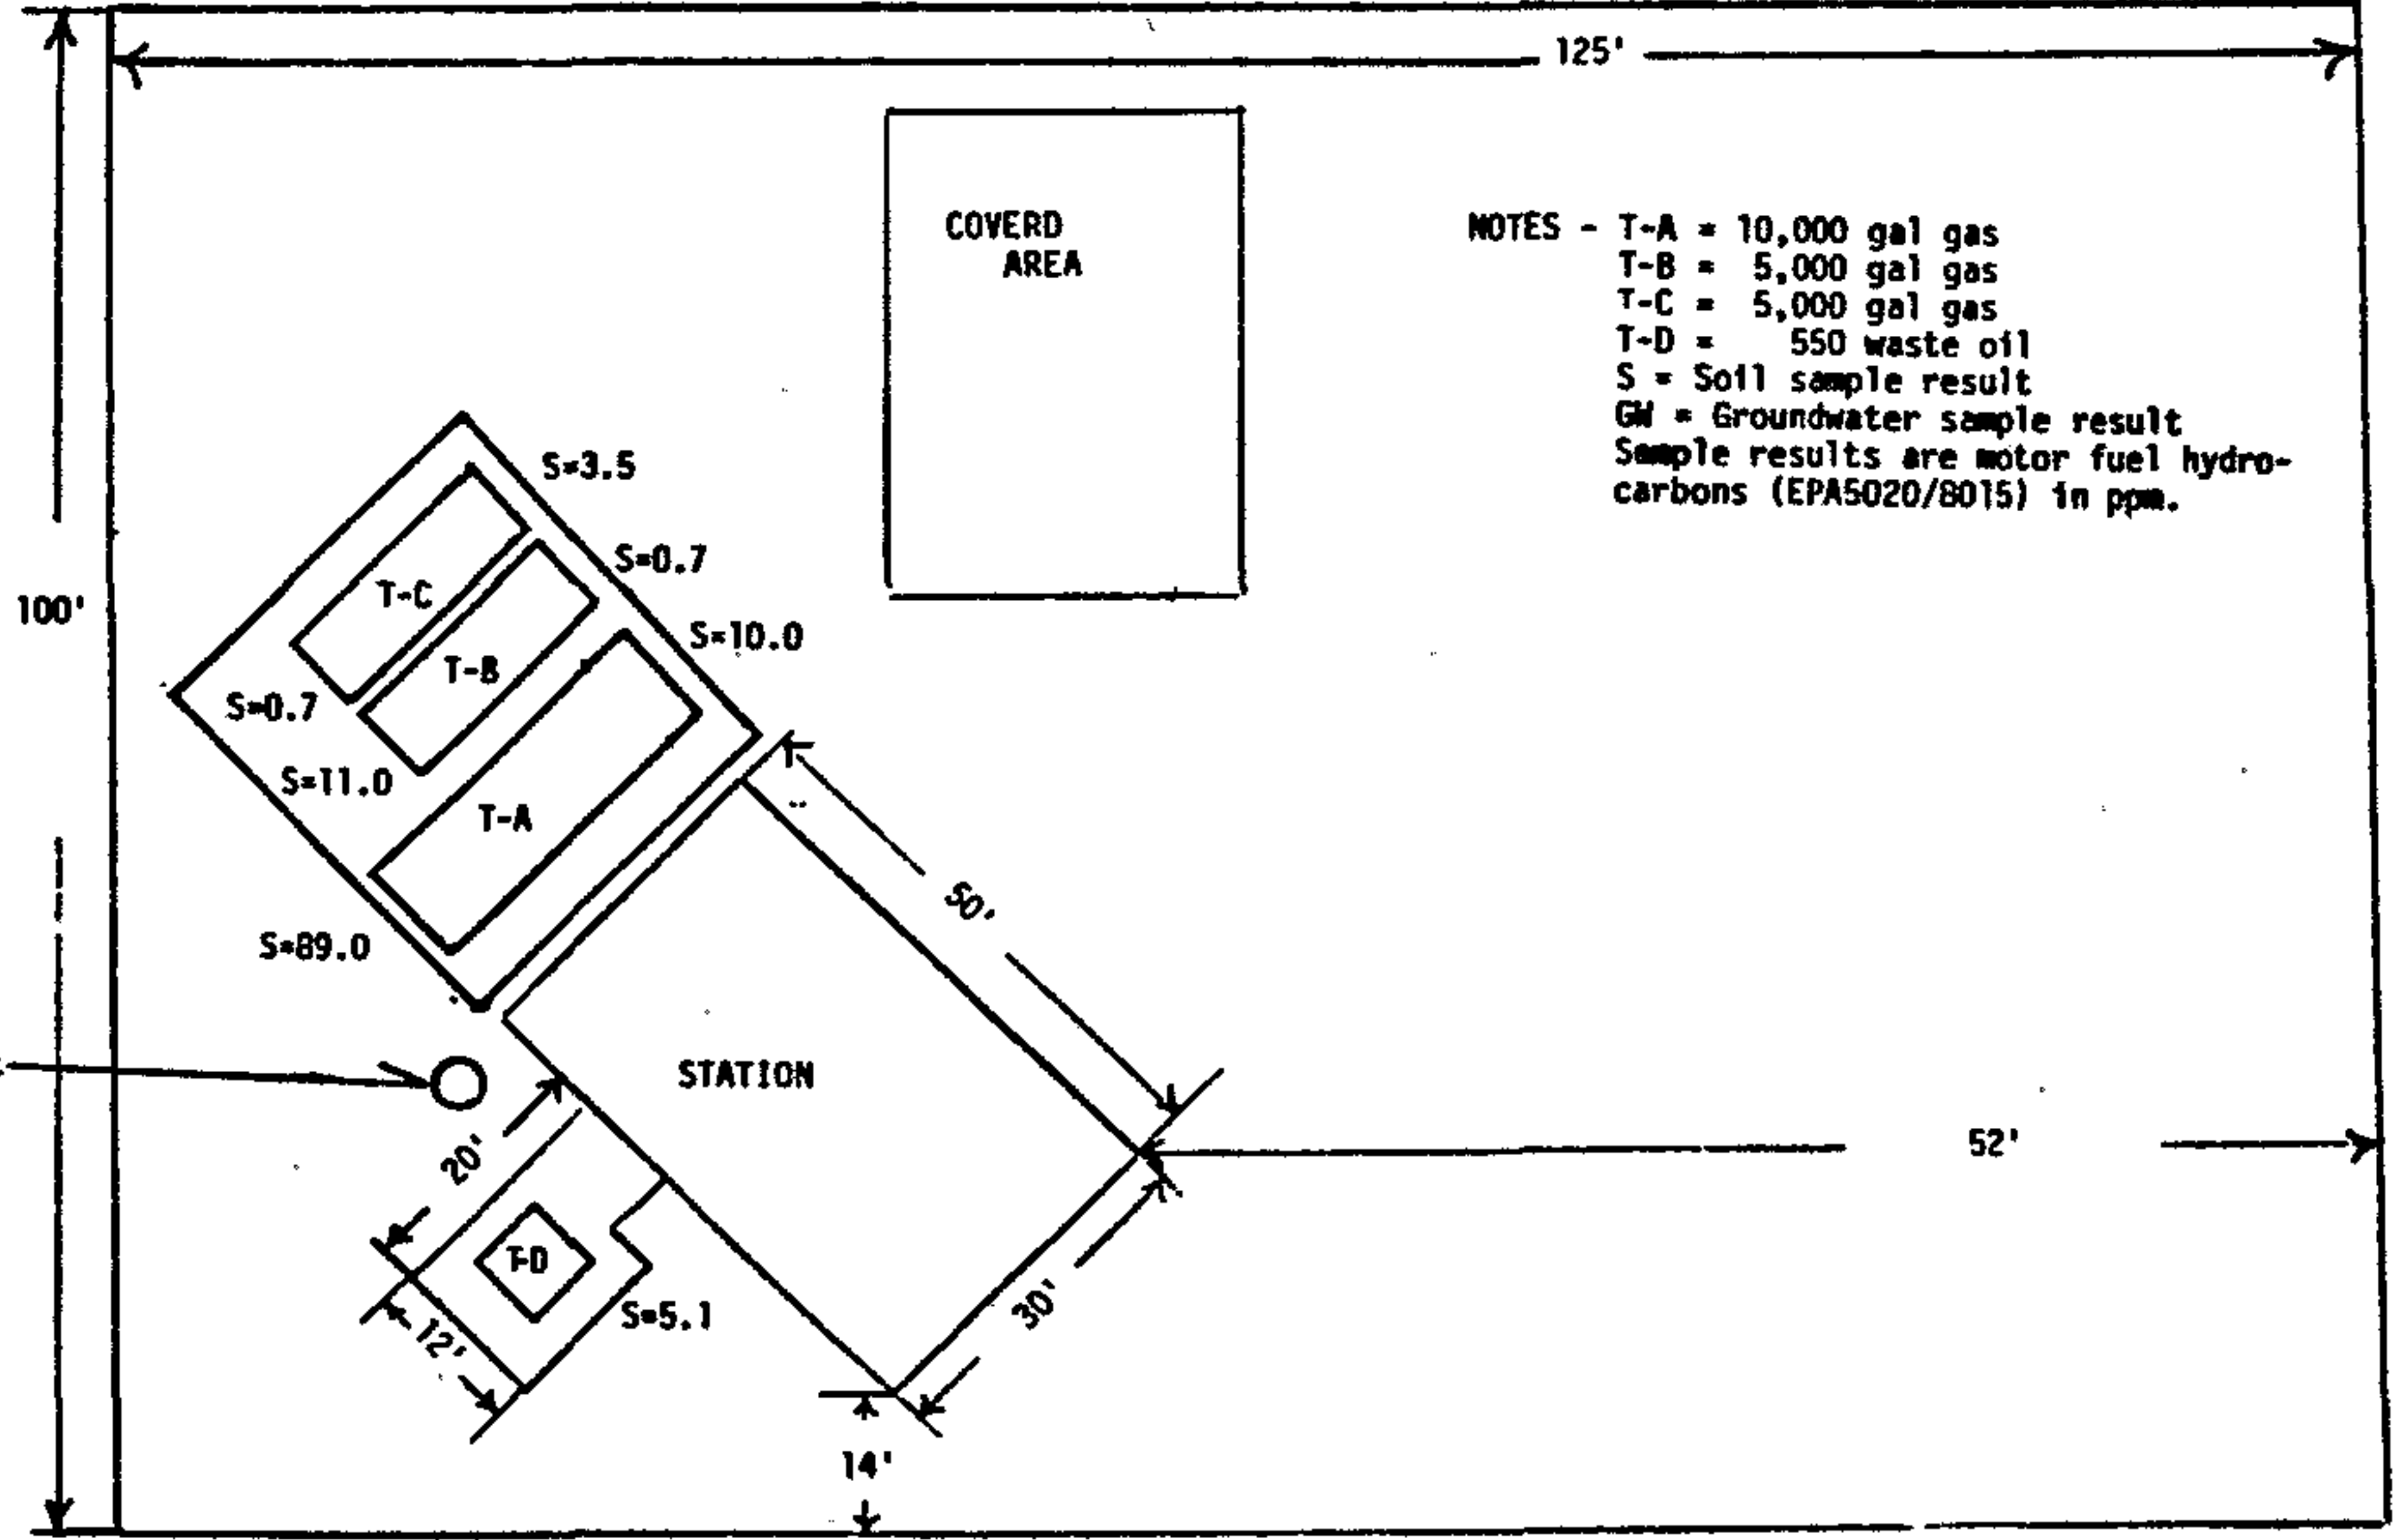 125'
COVERD
AREA
NOTES - T-A = 10,000 gal gas
T-B = 5,000 gal gas
T-C = 5,000 gal gas
T-D = 550 waste oil
S = Soil sample result
GW = Groundwater sample result
Sample results are motor fuel hydro-
carbons (EPA5020/8015) in ppm.
S=3.5
S=0.7
T-C
100'
S=10.0
T-B
S=0.7
S=11.0
T-A
50'
S=89.0
STATION
52'
20'
T-D
30'
S=5.1
12'
14'